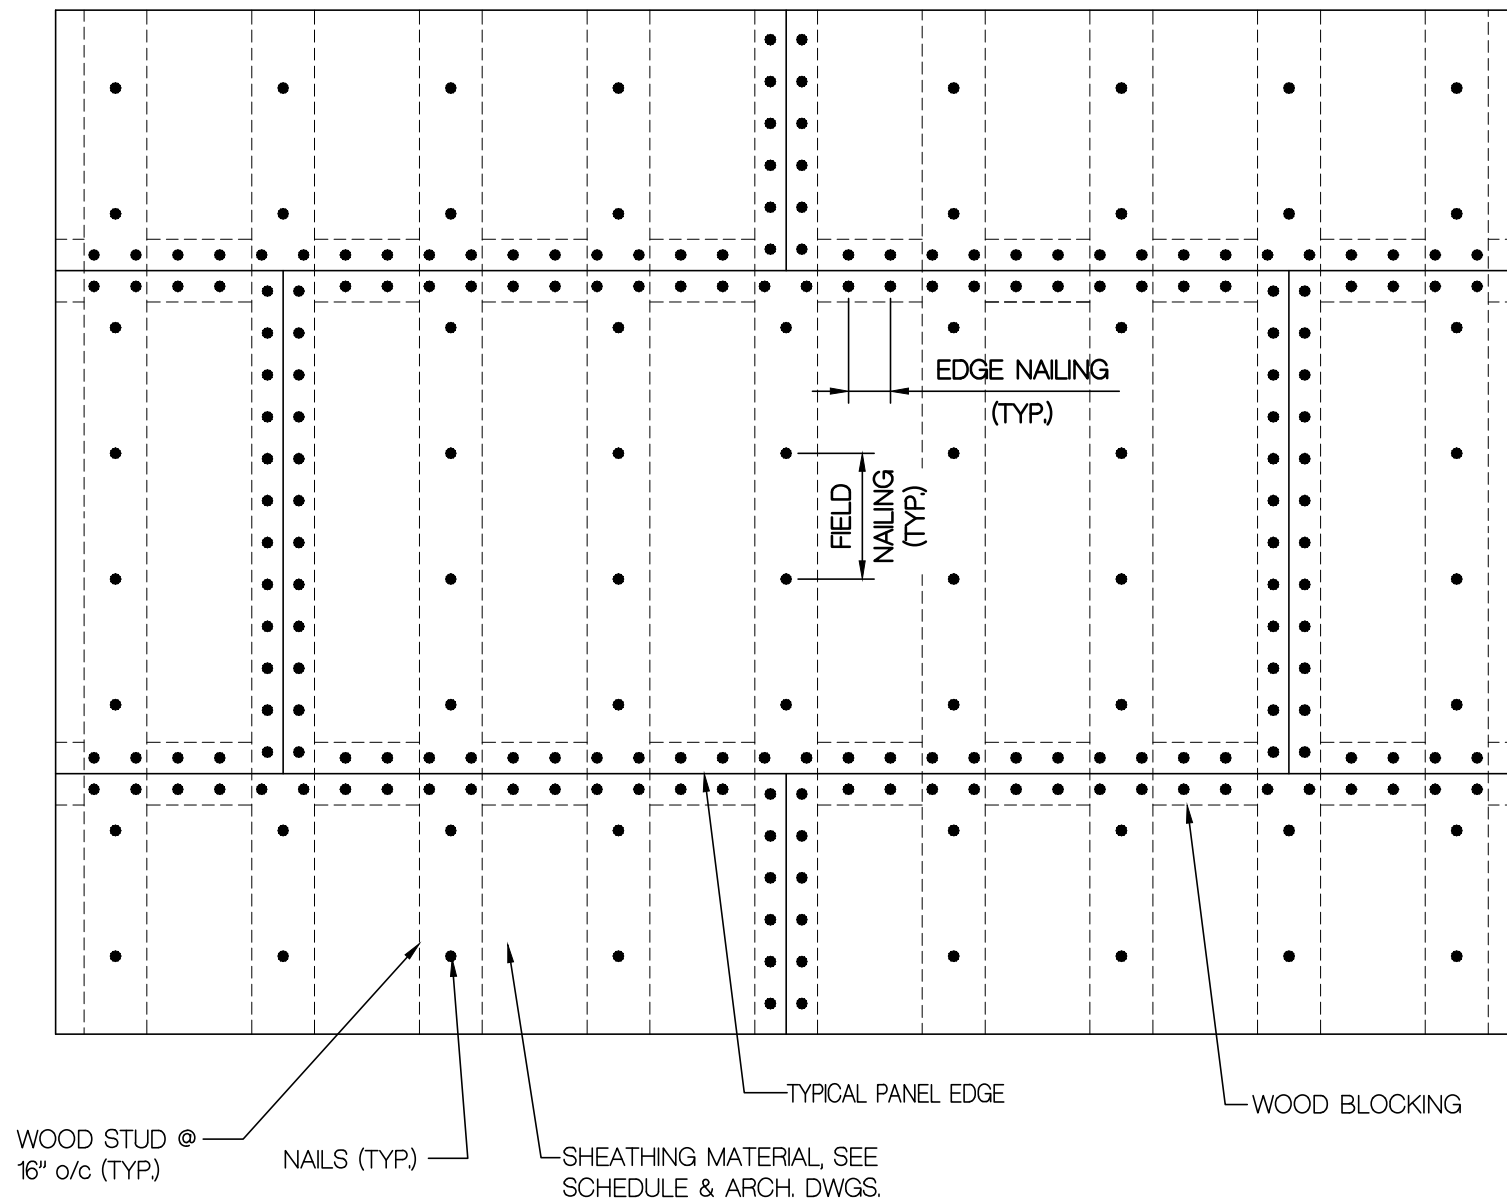 EDGE NAILING
(TYP.)
FIELD
NAILING
(TYP.)
TYPICAL PANEL EDGE
WOOD BLOCKING
WOOD STUD @
16" o/c (TYP.)
NAILS (TYP.)
SHEATHING MATERIAL, SEE
SCHEDULE & ARCH. DWGS.